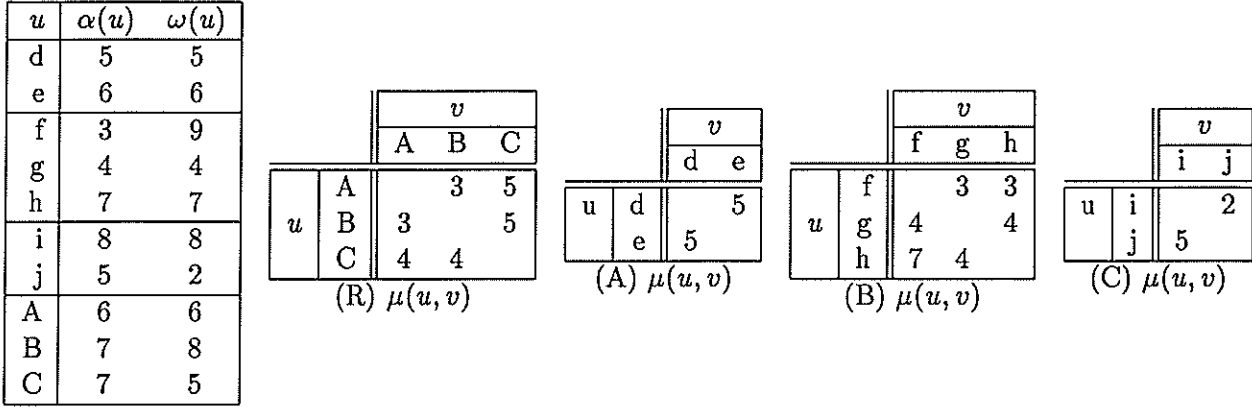 u α(u) ω(u)
d 5 5
e 6 6
f 3 9
g 4 4
h 7 7
i 8 8
j 5 2
A 6 6
B 7 8
C 7 5
v
A B C
A 3 5
u B 3 5
C 4 4
(R) μ(u, v)
v
d e
u d 5
e 5
(A) μ(u, v)
v
f g h
f 3 3
u g 4 4
h 7 4
(B) μ(u, v)
v
i j
u i 2
j 5
(C) μ(u, v)